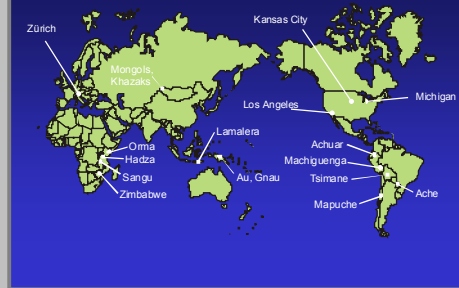 Kansas City
Zürich
Mongols,
Khazaks
Michigan
Los Angeles
Lamalera
Orma
Hadza
Achuar
Machiguenga
Sangu
Au, Gnau
Tsimane
Zimbabwe
Ache
Mapuche